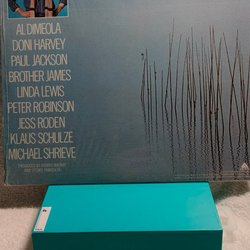 AL DIMEOLA
DONI HARVEY
PAUL JACKSON
BROTHER JAMES
LINDA LEWIS
PETER ROBINSON
JESS RODEN
KLAUS SCHULZE
MICHAEL SHRIEVE